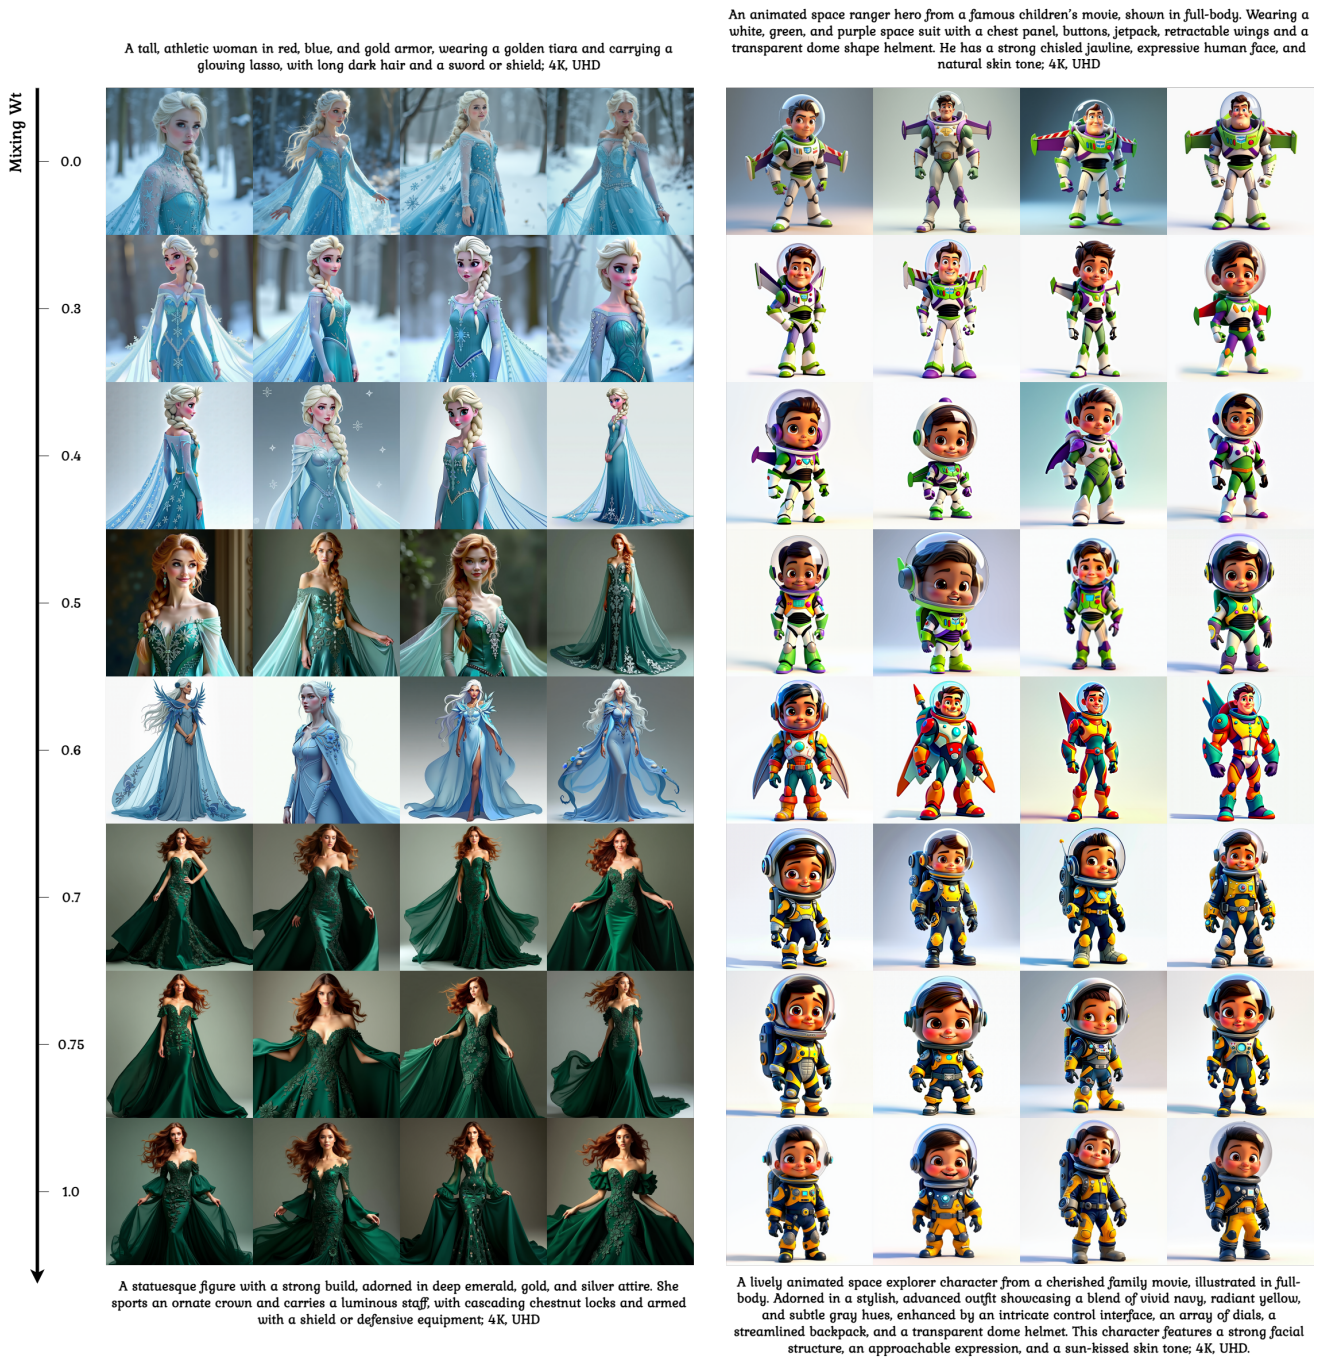 A tall, athletic woman in red, blue, and gold armor, wearing a golden tiara and carrying a
glowing lasso, with long dark hair and a sword or shield; 4K, UHD
An animated space ranger hero from a famous children's movie, shown in full-body. Wearing a
white, green, and purple space suit with a chest panel, buttons, jetpack, retractable wings and a
transparent dome shape helment. He has a strong chisled jawline, expressive human face, and
natural skin tone; 4K, UHD
Mixing Wt
0.0
0.3
0.4
0.5
0.6
0.7
0.75
1.0
A statuesque figure with a strong build, adorned in deep emerald, gold, and silver attire. She
sports an ornate crown and carries a luminous staff, with cascading chestnut locks and armed
with a shield or defensive equipment; 4K, UHD
A lively animated space explorer character from a cherished family movie, illustrated in full-
body. Adorned in a stylish, advanced outfit showcasing a blend of vivid navy, radiant yellow,
and subtle gray hues, enhanced by an intricate control interface, an array of dials, a
streamlined backpack, and a transparent dome helmet. This character features a strong facial
structure, an approachable expression, and a sun-kissed skin tone; 4K, UHD.